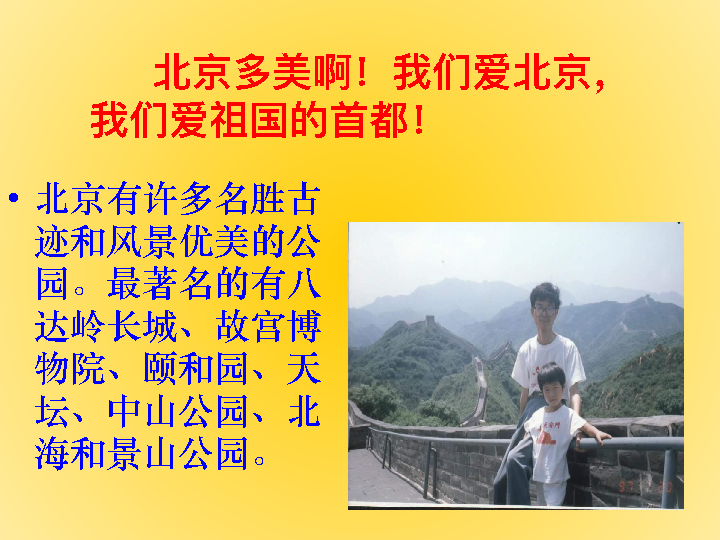 北京多美啊！我们爱北京，
我们爱祖国的首都！
• 北京有许多名胜古
迹和风景优美的公
园。最著名的有八
达岭长城、故宫博
物院、颐和园、天
坛、中山公园、北
海和景山公园。